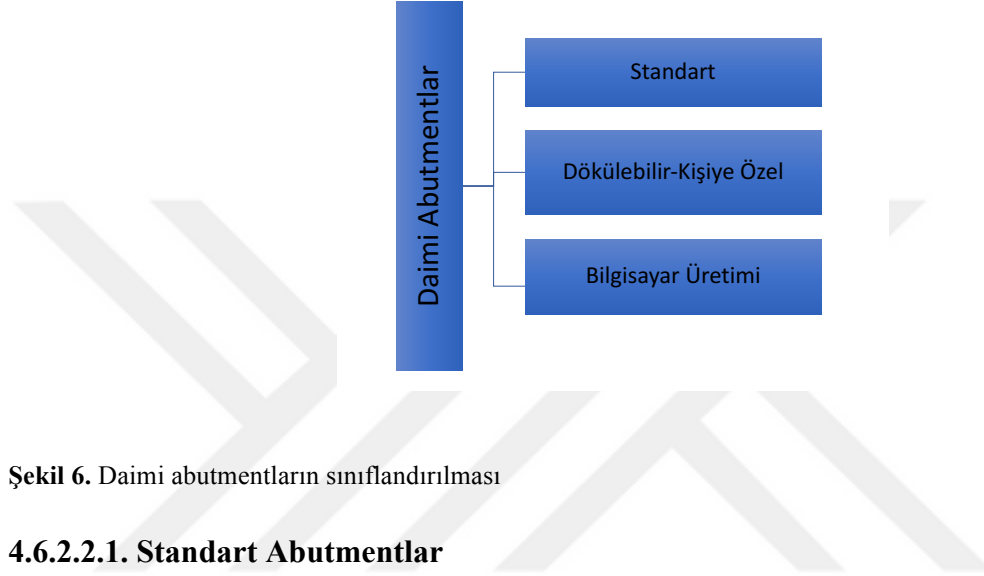 Daimi Abutmentlar
Standart
Dökülebilir-Kişiye Özel
Bilgisayar Üretimi
Şekil 6. Daimi abutmentların sınıflandırılması
4.6.2.2.1. Standart Abutmentlar